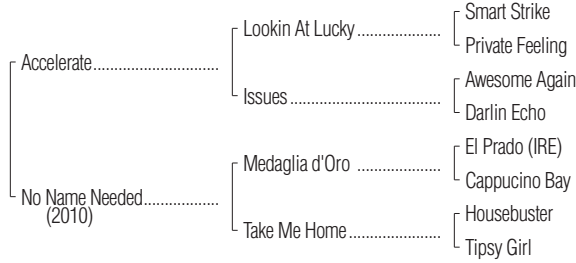 Smart Strike
Lookin At Lucky....................
Private Feeling
Accelerate..............................
Awesome Again
Issues.....................................
Darlin Echo
El Prado (IRE)
Medaglia d'Oro ....................
Cappucino Bay
No Name Needed..................
(2010)
Housebuster
Take Me Home......................
Tipsy Girl